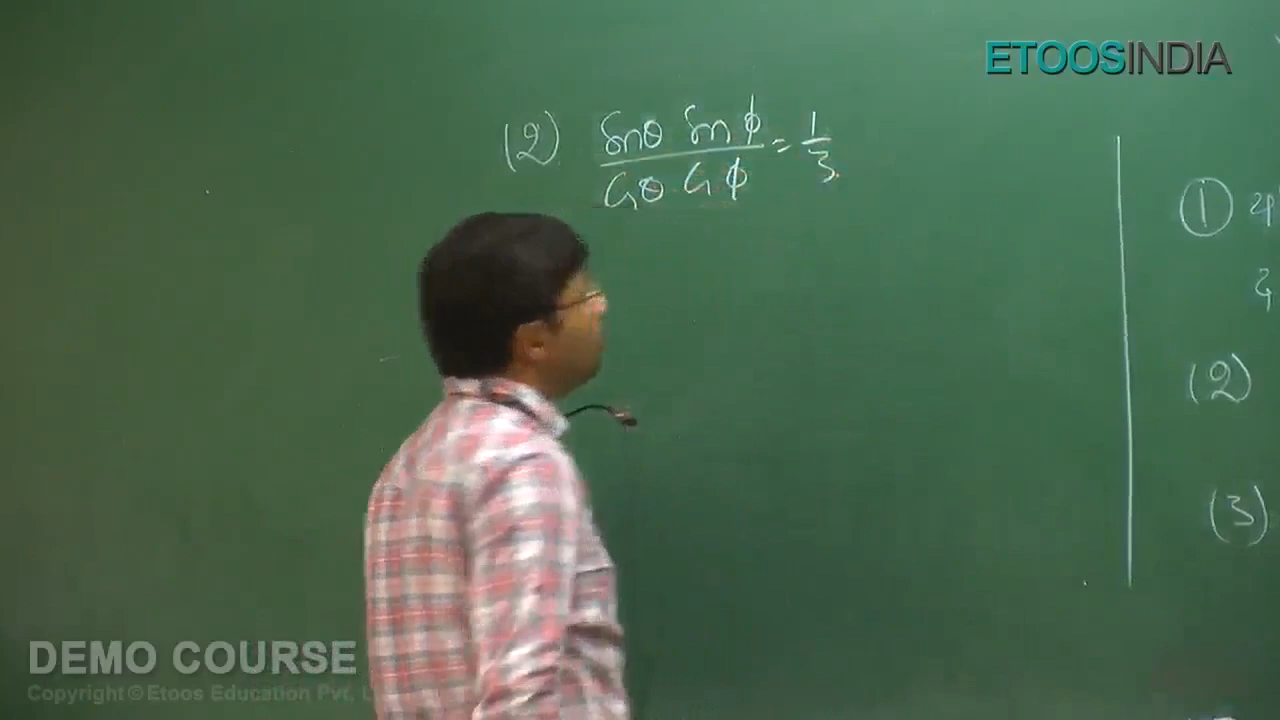 ETOOSINDIA
(2) sinθ sinϕ / cosθ cosϕ = 1/3
①
(2)
(3)
DEMO COURSE
Copyright © Etoos Education Pvt.